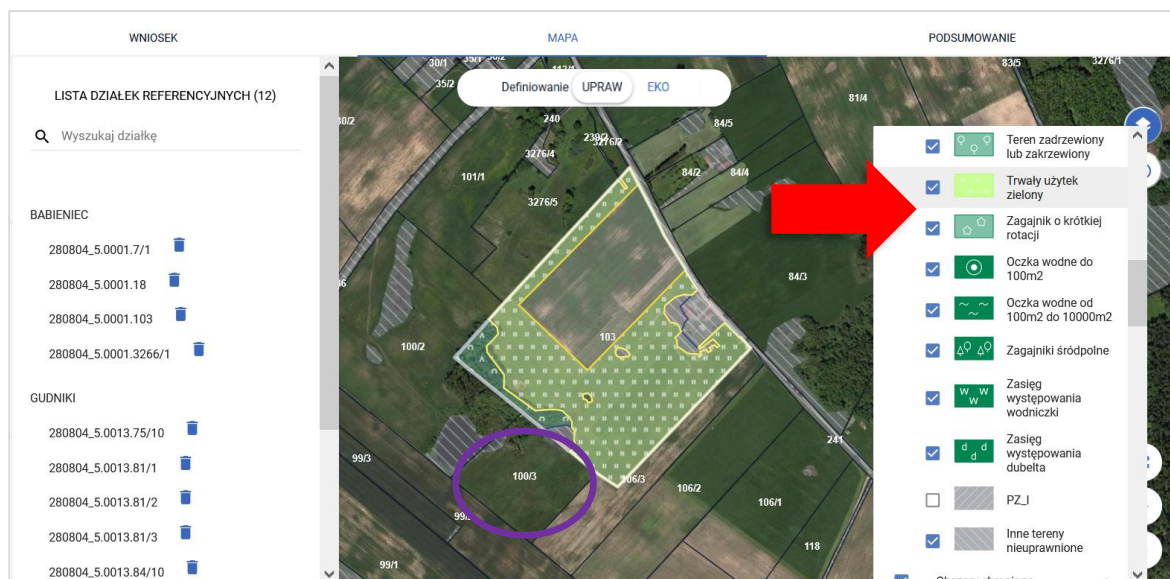 WNIOSEK
MAPA
PODSUMOWANIE
LISTA DZIAŁEK REFERENCYJNYCH (12)
Wyszukaj działkę
BABIENIEC
280804_5.0001.7/1
280804_5.0001.18
280804_5.0001.103
280804_5.0001.3266/1
GUDNIKI
280804_5.0013.75/10
280804_5.0013.81/1
280804_5.0013.81/2
280804_5.0013.81/3
280804_5.0013.84/10
Definiowanie UPRAW EKO
30/1
35/2
83/5
3276/1
81/4
240
84/5
3276/4
101/1
84/2
84/4
3276/5
84/3
103
100/2
241
99/3
100/3
106/3
106/2
106/1
118
99/1
Teren zadrzewiony
lub zakrzewiony
Trwały użytek
zielony
Zagajnik o krótkiej
rotacji
Oczka wodne do
100m2
Oczka wodne od
100m2 do 10000m2
Zagajniki śródpolne
Zasięg
występowania
wodniczki
Zasięg
występowania
dubelta
PZ_I
Inne tereny
nieuprawnione